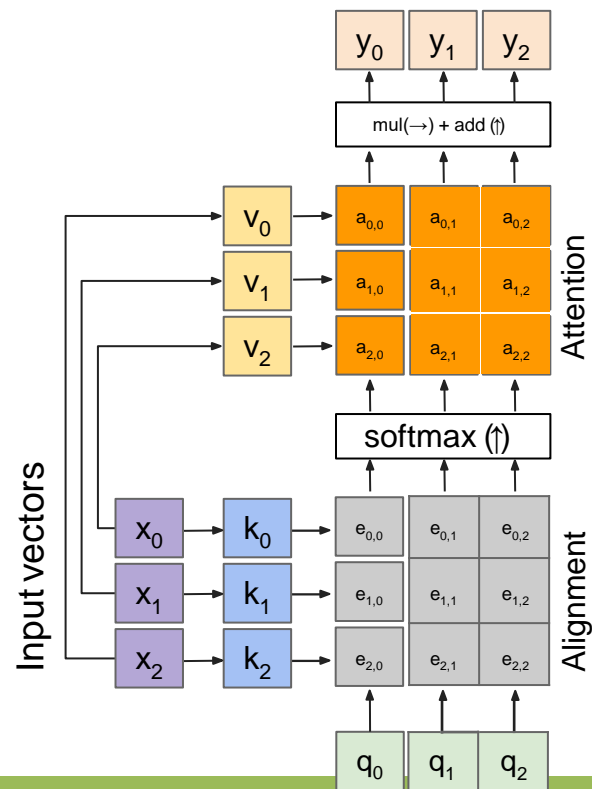 y0 y1 y2
mul(→) + add (↑)
v0 a0,0 a0,1 a0,2
v1 a1,0 a1,1 a1,2
v2 a2,0 a2,1 a2,2
Attention
softmax (↑)
Input vectors
x0 k0 e0,0 e0,1 e0,2
x1 k1 e1,0 e1,1 e1,2
x2 k2 e2,0 e2,1 e2,2
Alignment
q0 q1 q2